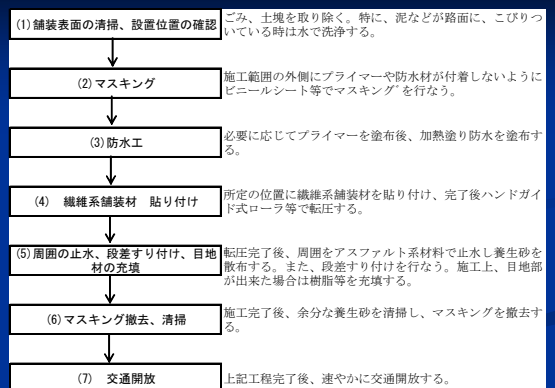 (1)舗装表面の清掃、設置位置の確認
ごみ、土塊を取り除く。特に、泥などが路面に、こびりつ
いている時は水で洗浄する。
(2)マスキング
施工範囲の外側にプライマーや防水材が付着しないように
ビニールシート等でマスキング゛を行なう。
(3)防水工
必要に応じてプライマーを塗布後、加熱塗り防水を塗布す
る。
(4) 繊維系舗装材 貼り付け
所定の位置に繊維系舗装材を貼り付け、完了後ハンドガイ
ド式ローラ等で転圧する。
(5)周囲の止水、段差すり付け、目地
材の充填
転圧完了後、周囲をアスファルト系材料で止水し養生砂を
散布する。また、段差すり付けを行なう。施工上、目地部
が出来た場合は樹脂等を充填する。
(6)マスキング撤去、清掃
施工完了後、余分な養生砂を清掃し、マスキングを撤去す
る。
(7) 交通開放
上記工程完了後、速やかに交通開放する。